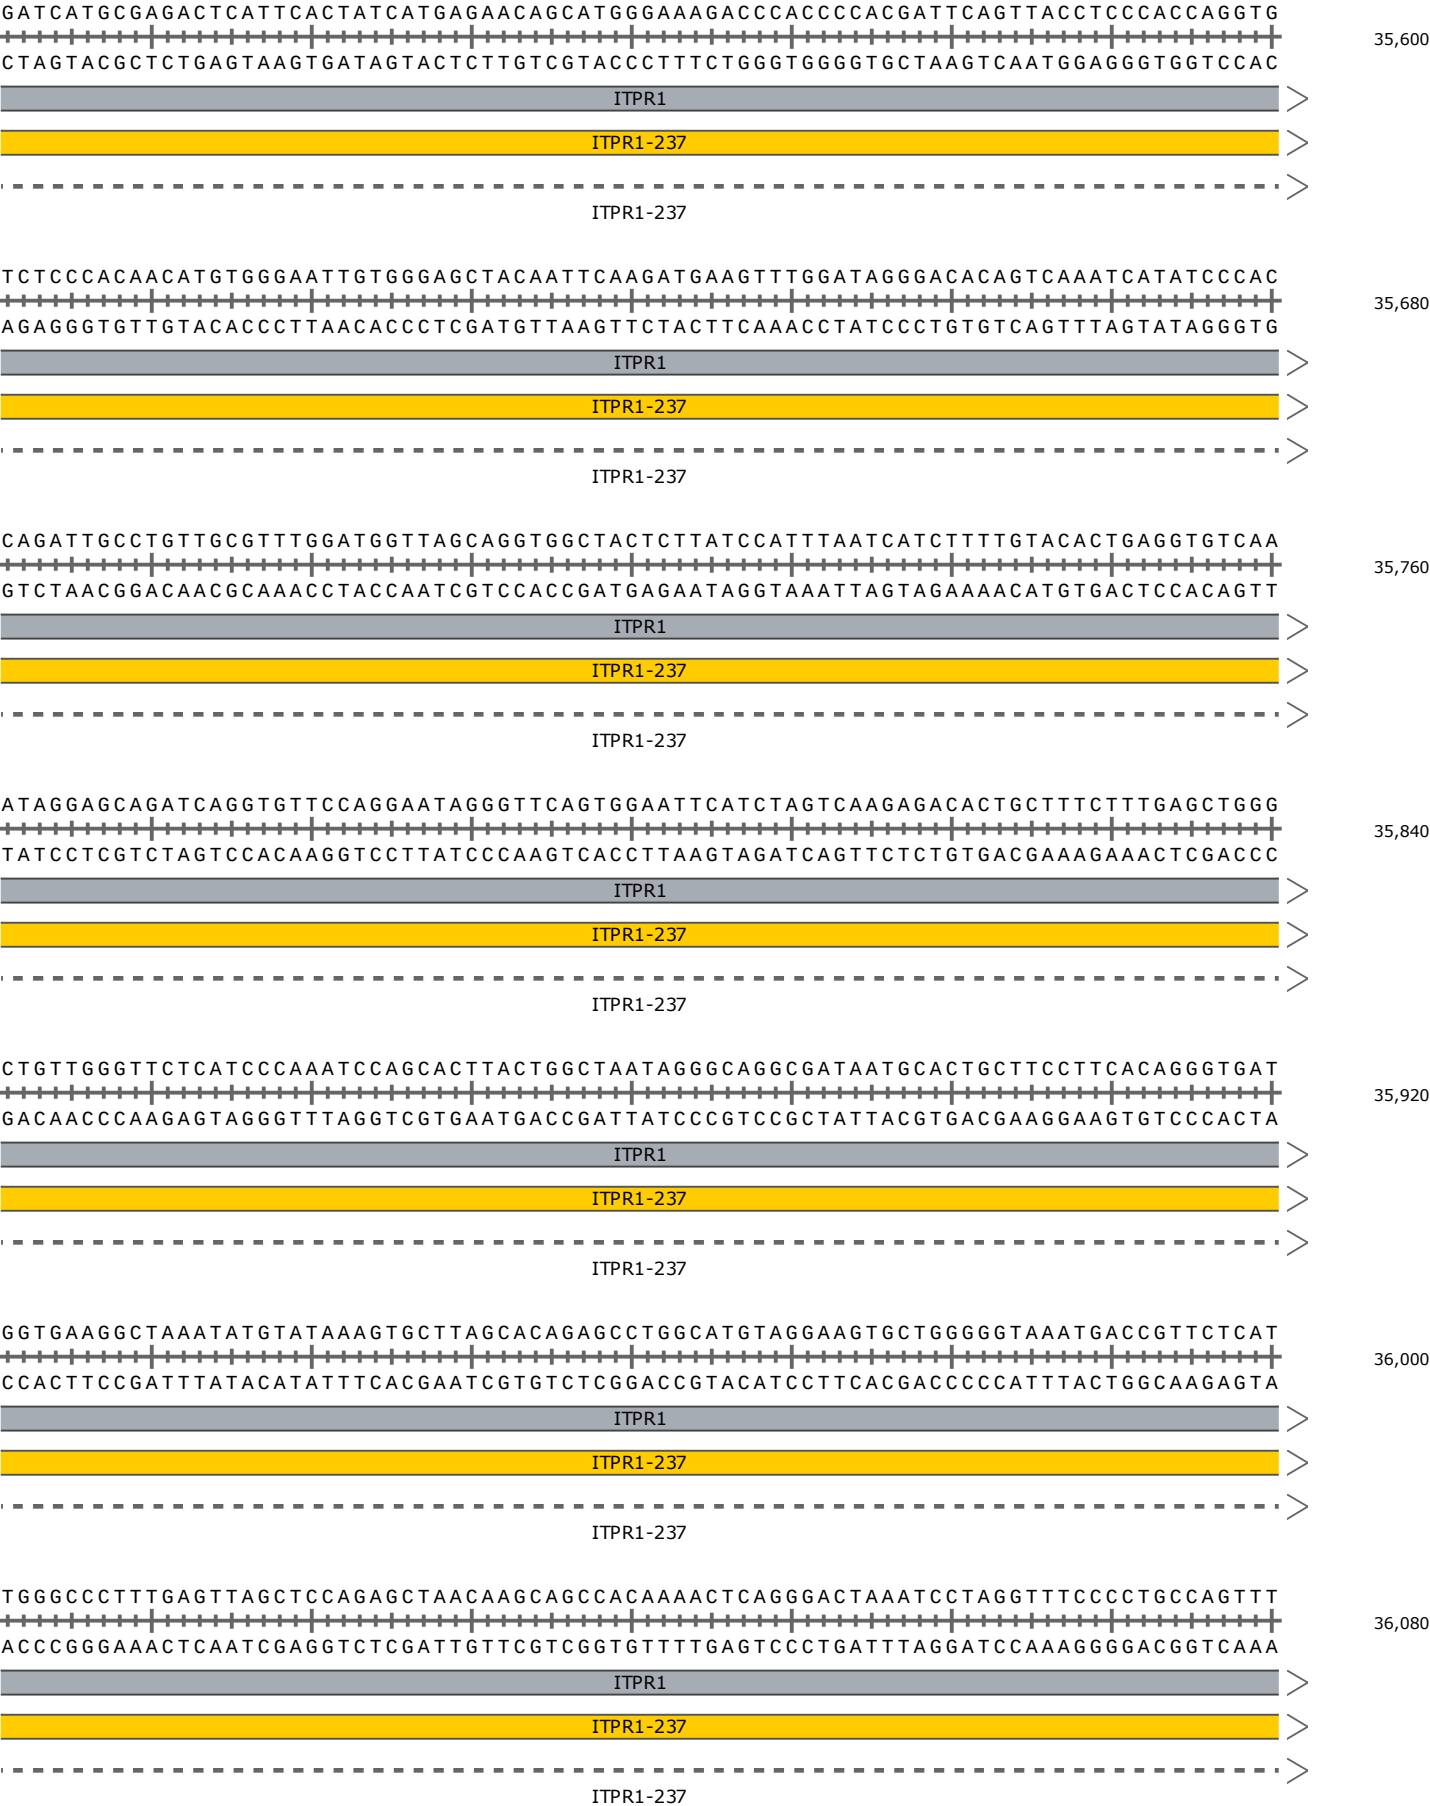 GATCATGCGAGACTCATTCACTATCATGAGAACAGCATGGGAAAGACCCACCCCACGATTCAGTTACCTCCCACCAGGTG
35,600
CTAGTACGCTCTGAGTAAGTGATAGTACTCTTGTCGTACCCTTTCTGGGTGGGGTGCTAAGTCAATGGAGGGTGGTCCAC
ITPR1
ITPR1-237
ITPR1-237
TCTCCCACAACATGTGGGAATTGTGGGAGCTACAATTCAAGATGAAGTTTGGATAGGGACACAGTCAAATCATATCCCAC
35,680
AGAGGGTGTTGTACACCCTTAACACCCTCGATGTTAAGTTCTACTTCAAACCTATCCCTGTGTCAGTTTAGTATAGGGTG
ITPR1
ITPR1-237
ITPR1-237
CAGATTGCCTGTTGCGTTTGGATGGTTAGCAGGTGGCTACTCTTATCCATTTAATCATCTTTTGTACACTGAGGTGTCAA
35,760
GTCTAACGGACAACGCAAACCTACCAATCGTCCACCGATGAGAATAGGTAAATTAGTAGAAAACATGTGACTCCACAGTT
ITPR1
ITPR1-237
ITPR1-237
ATAGGAGCAGATCAGGTGTTCCAGGAATAGGGTTCAGTGGAATTCATCTAGTCAAGAGACACTGCTTTCTTTGAGCTGGG
35,840
TATCCTCGTCTAGTCCACAAGGTCCTTATCCCAAGTCACCTTAAGTAGATCAGTTCTCTGTGACGAAAGAAACTCGACCC
ITPR1
ITPR1-237
ITPR1-237
CTGTTGGGTTCTCATCCCAAATCCAGCACTTACTGGCTAATAGGGCAGGCGATAATGCACTGCTTCCTTCACAGGGTGAT
35,920
GACAACCCAAGAGTAGGGTTTAGGTCGTGAATGACCGATTATCCCGTCCGCTATTACGTGACGAAGGAAGTGTCCCACTA
ITPR1
ITPR1-237
ITPR1-237
GGTGAAGGCTAAATATGTATAAAGTGCTTAGCACAGAGCCTGGCATGTAGGAAGTGCTGGGGGTAAATGACCGTTCTCAT
36,000
CCACTTCCGATTTATACATATTTCACGAATCGTGTCTCGGACCGTACATCCTTCACGACCCCCATTTACTGGCAAGAGTA
ITPR1
ITPR1-237
ITPR1-237
TGGGCCCTTTGAGTTAGCTCCAGAGCTAACAAGCAGCCACAAAACTCAGGGACTAAATCCTAGGTTTCCCCTGCCAGTTT
36,080
ACCCGGGAAACTCAATCGAGGTCTCGATTGTTCGTCGGTGTTTTGAGTCCCTGATTTAGGATCCAAAGGGGACGGTCAAA
ITPR1
ITPR1-237
ITPR1-237